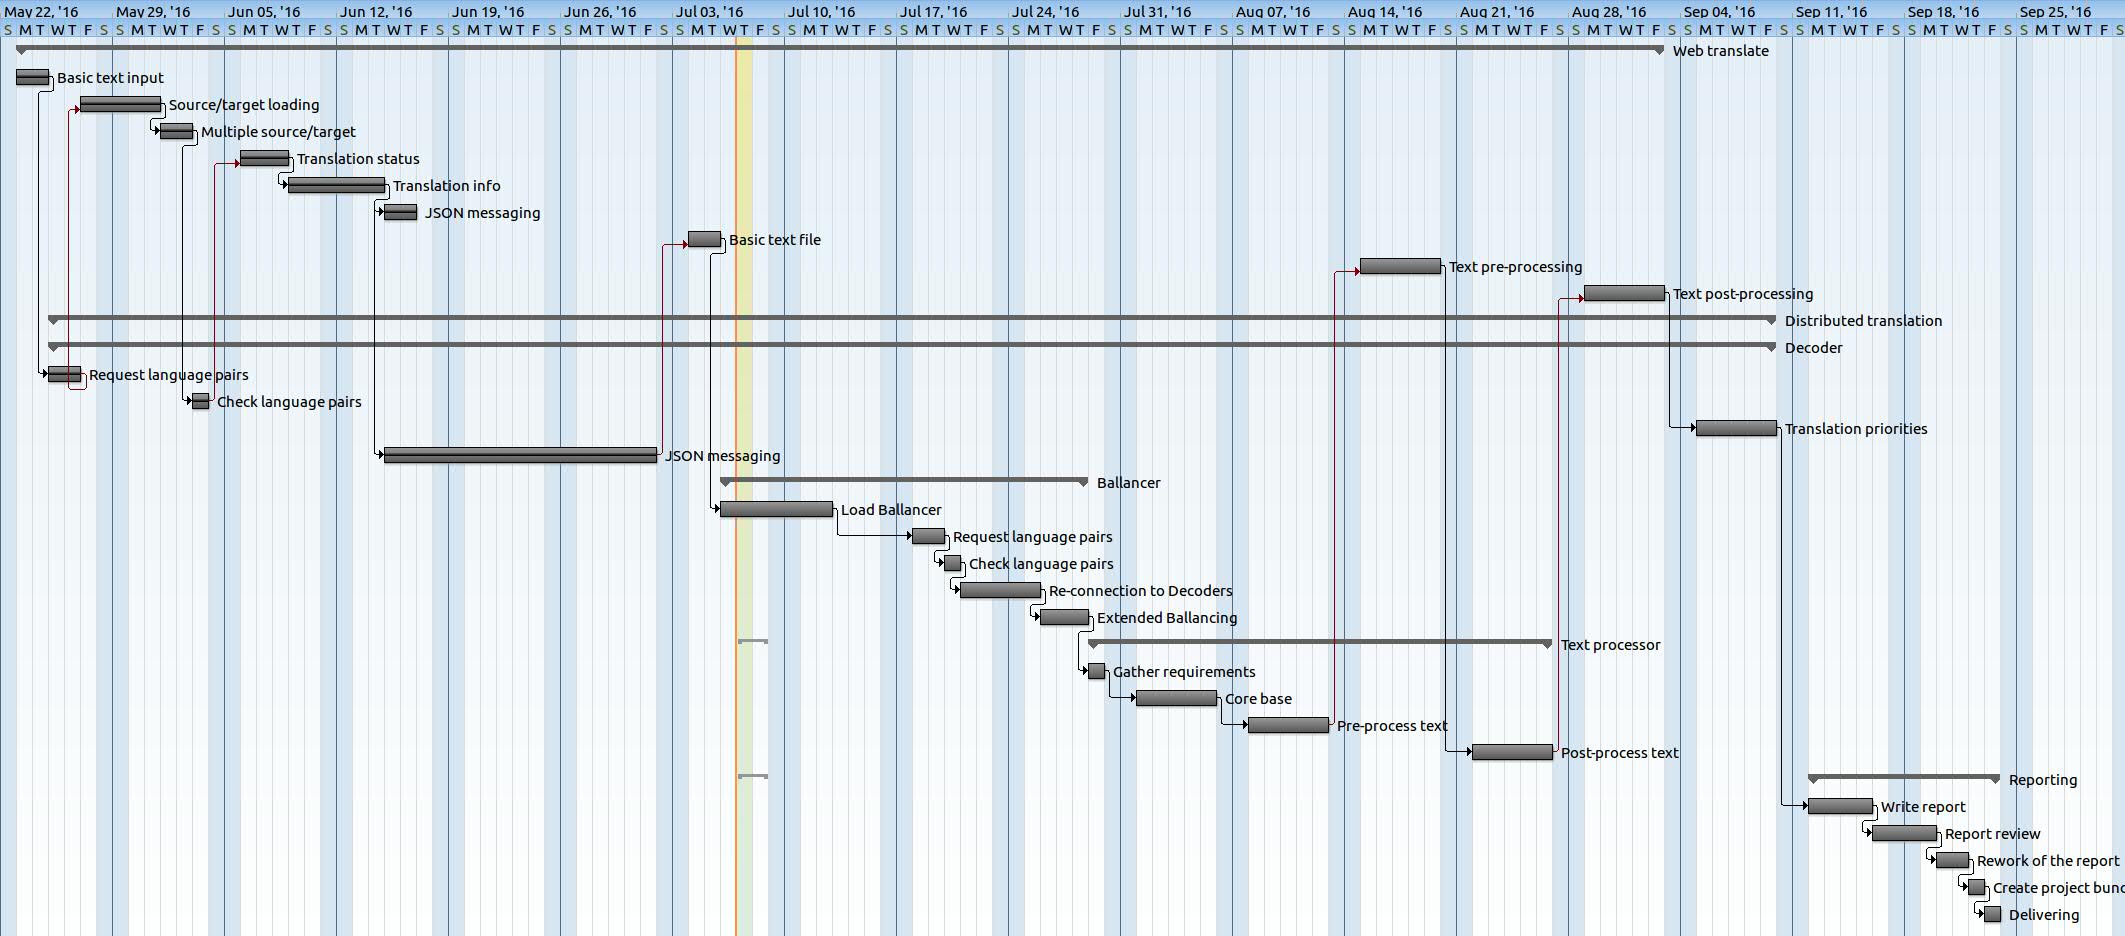 May 22, '16 May 29, '16 Jun 05, '16 Jun 12, '16 Jun 19, '16 Jun 26, '16 Jul 03, '16 Jul 10, '16 Jul 17, '16 Jul 24, '16 Jul 31, '16 Aug 07, '16 Aug 14, '16 Aug 21, '16 Aug 28, '16 Sep 04, '16 Sep 11, '16 Sep 18, '16 Sep 25, '16
S M T W T F S S M T W T F S S M T W T F S S M T W T F S S M T W T F S S M T W T F S S M T W T F S S M T W T F S S M T W T F S S M T W T F S S M T W T F S S M T W T F S S M T W T F S S M T W T F S S M T W T F S S M T W T F S S M T W T F S S M T W T F S S M T W T F S
Web translate
Basic text input
Source/target loading
Multiple source/target
Translation status
Translation info
JSON messaging
Basic text file
Text pre-processing
Text post-processing
Distributed translation
Decoder
Request language pairs
Check language pairs
Translation priorities
JSON messaging
Ballancer
Load Ballancer
Request language pairs
Check language pairs
Re-connection to Decoders
Extended Ballancing
Text processor
Gather requirements
Core base
Pre-process text
Post-process text
Reporting
Write report
Report review
Rework of the report
Create project
Delivering